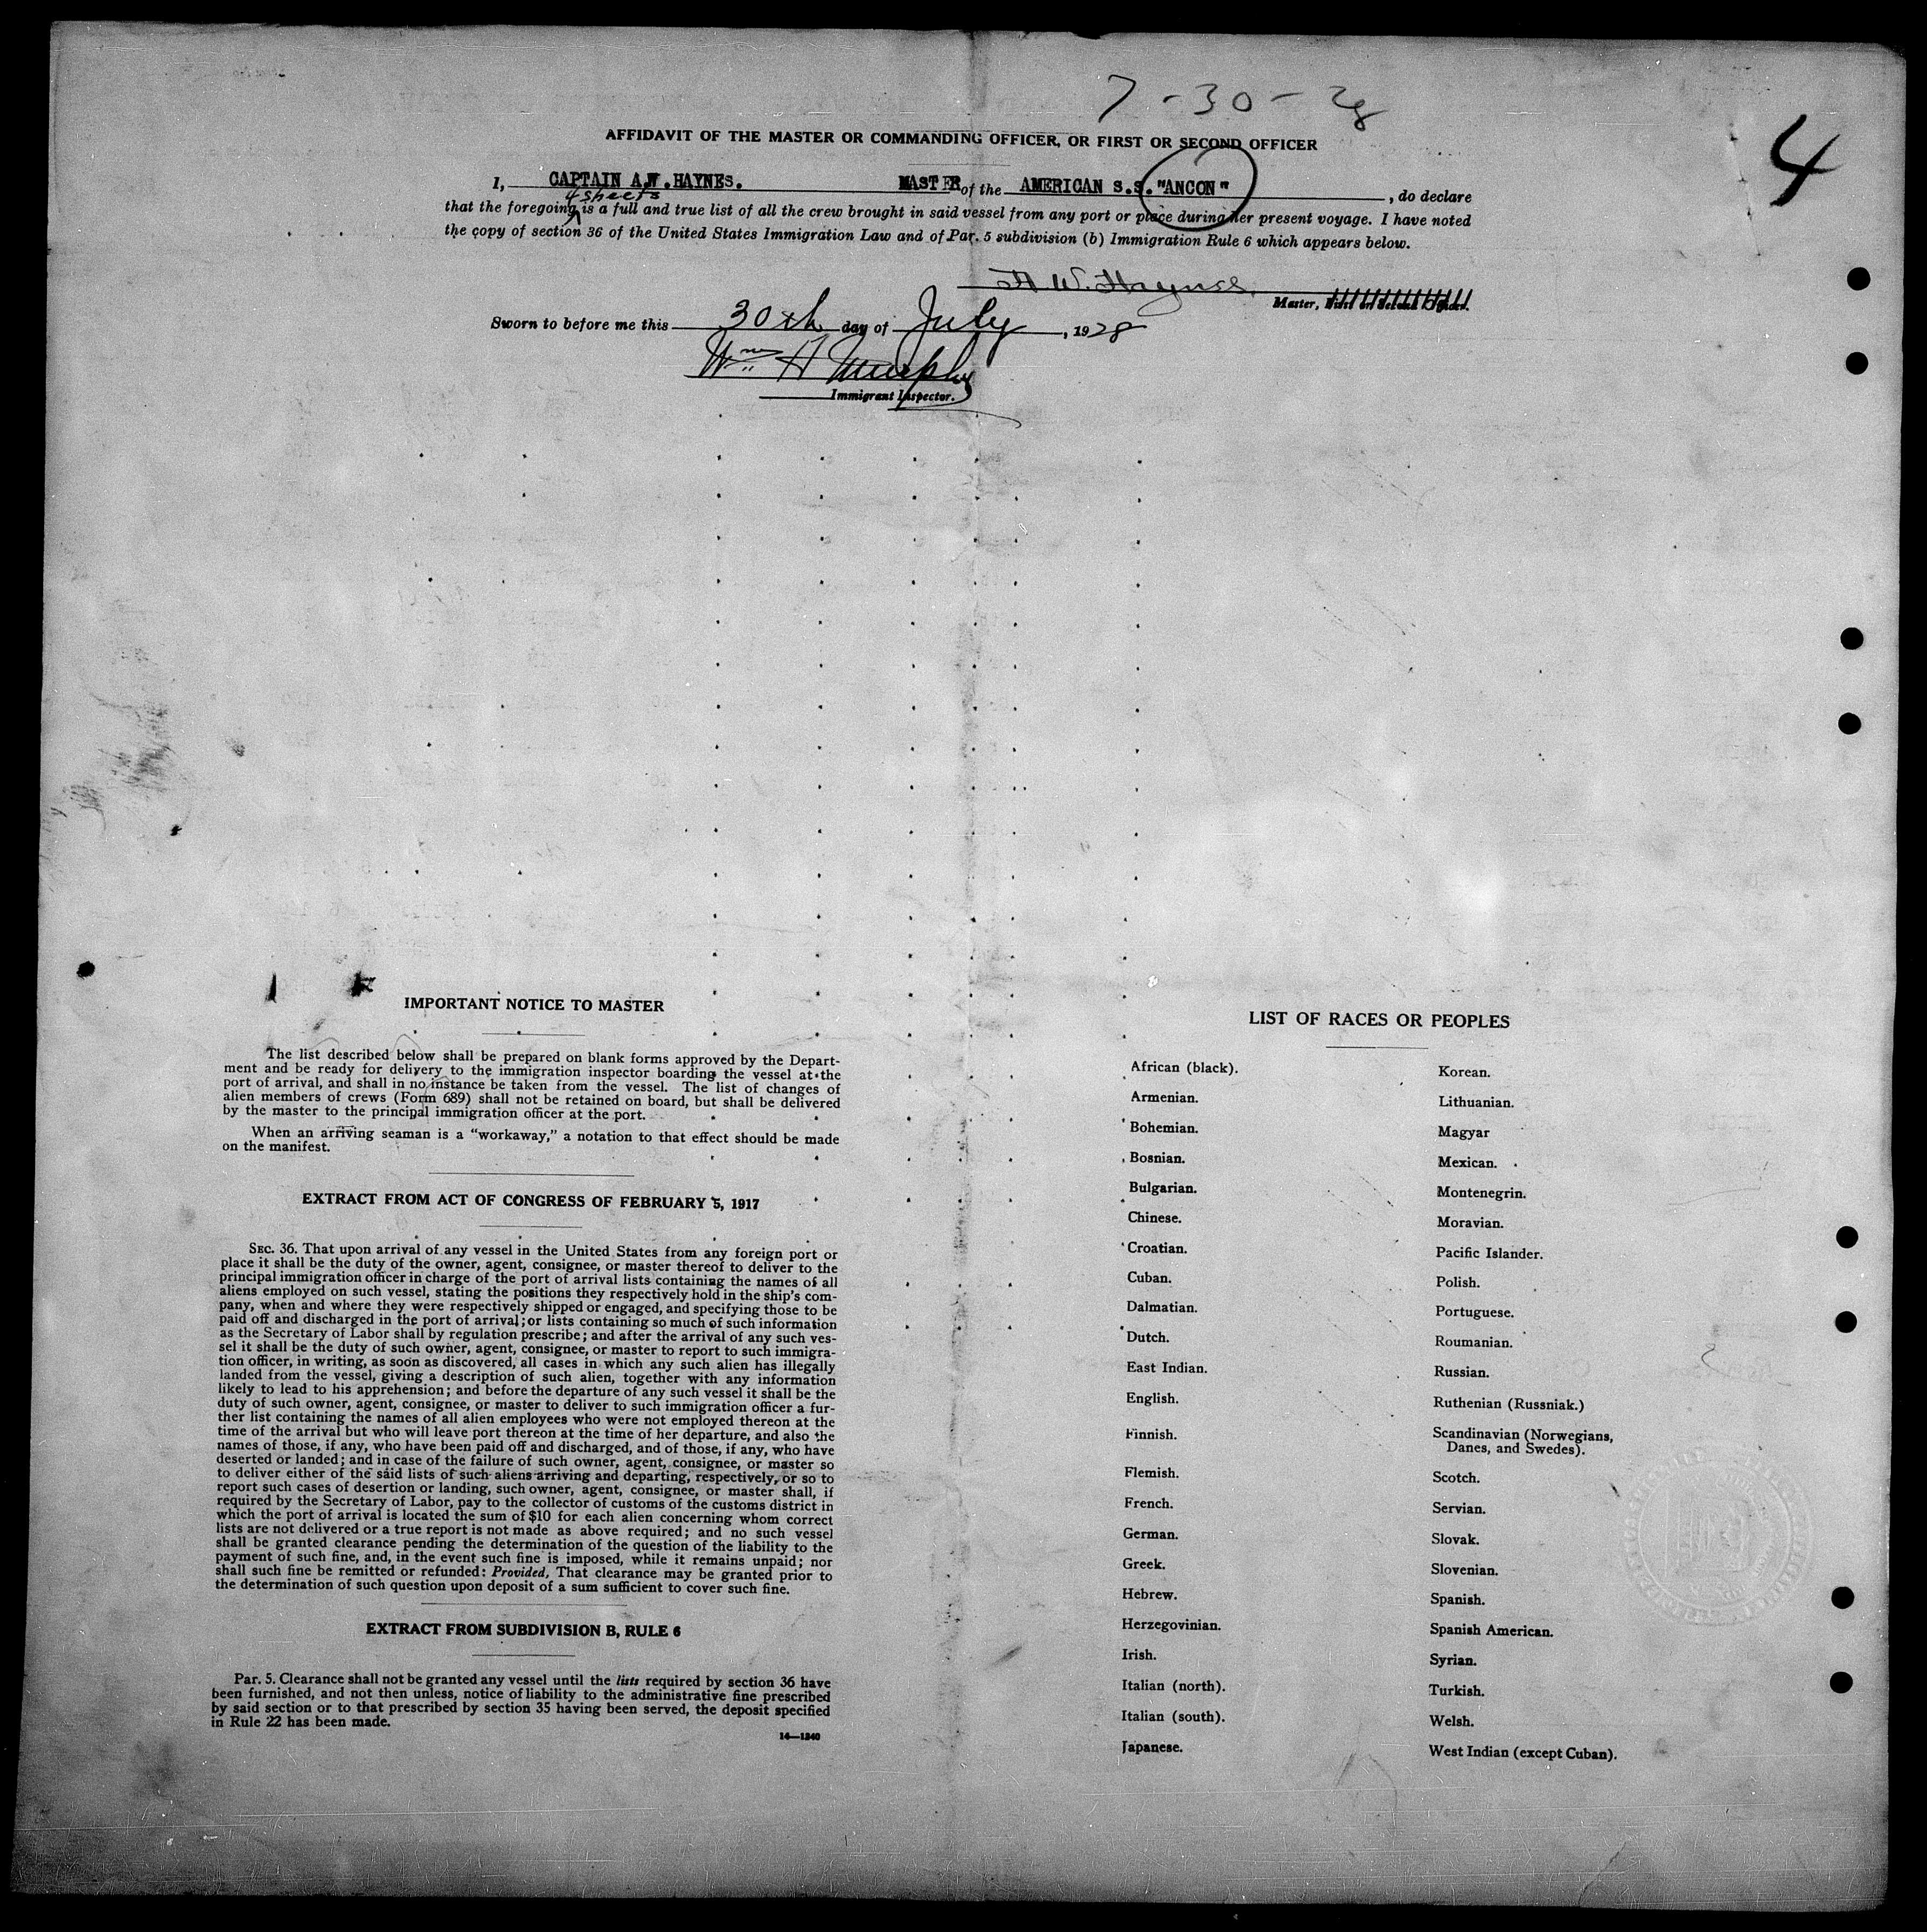 7-30-28
4
AFFIDAVIT OF THE MASTER OR COMMANDING OFFICER, OR FIRST OR SECOND OFFICER
I, CAPTAIN A.W. HAYNES. MASTER of the AMERICAN S.S. "ANCON", do declare
4 sheets
that the foregoing is a full and true list of all the crew brought in said vessel from any port or place during her present voyage. I have noted
the copy of section 36 of the United States Immigration Law and of Par. 5 subdivision (b) Immigration Rule 6 which appears below.
A W. Haynes.
Master, First or Second Officer.
Sworn to before me this 30th day of July, 1928
Wm H Murphy
Immigrant Inspector.
IMPORTANT NOTICE TO MASTER
The list described below shall be prepared on blank forms approved by the Depart-
ment and be ready for delivery to the immigration inspector boarding the vessel at the
port of arrival, and shall in no instance be taken from the vessel. The list of changes of
alien members of crews (Form 689) shall not be retained on board, but shall be delivered
by the master to the principal immigration officer at the port.
When an arriving seaman is a "workaway," a notation to that effect should be made
on the manifest.
EXTRACT FROM ACT OF CONGRESS OF FEBRUARY 5, 1917
SEC. 36. That upon arrival of any vessel in the United States from any foreign port or
place it shall be the duty of the owner, agent, consignee, or master thereof to deliver to the
principal immigration officer in charge of the port of arrival lists containing the names of all
aliens employed on such vessel, stating the positions they respectively hold in the ship's com-
pany, when and where they were respectively shipped or engaged, and specifying those to be
paid off and discharged in the port of arrival; or lists containing so much of such information
as the Secretary of Labor shall by regulation prescribe; and after the arrival of any such ves-
sel it shall be the duty of such owner, agent, consignee, or master to report to such immigra-
tion officer, in writing, as soon as discovered, all cases in which any such alien has illegally
landed from the vessel, giving a description of such alien, together with any information
likely to lead to his apprehension; and before the departure of any such vessel it shall be the
duty of such owner, agent, consignee, or master to deliver to such immigration officer a fur-
ther list containing the names of all alien employees who were not employed thereon at the
time of the arrival but who will leave port thereon at the time of her departure, and also the
names of those, if any, who have been paid off and discharged, and of those, if any, who have
deserted or landed; and in case of the failure of such owner, agent, consignee, or master so
to deliver either of the said lists of such aliens arriving and departing, respectively, or so to
report such cases of desertion or landing, such owner, agent, consignee, or master shall, if
required by the Secretary of Labor, pay to the collector of customs of the customs district in
which the port of arrival is located the sum of $10 for each alien concerning whom correct
lists are not delivered or a true report is not made as above required; and no such vessel
shall be granted clearance pending the determination of the question of the liability to the
payment of such fine, and, in the event such fine is imposed, while it remains unpaid; nor
shall such fine be remitted or refunded: Provided, That clearance may be granted prior to
the determination of such question upon deposit of a sum sufficient to cover such fine.
EXTRACT FROM SUBDIVISION B, RULE 6
Par. 5. Clearance shall not be granted any vessel until the lists required by section 36 have
been furnished, and not then unless, notice of liability to the administrative fine prescribed
by said section or to that prescribed by section 35 having been served, the deposit specified
in Rule 22 has been made.
14—1240
LIST OF RACES OR PEOPLES
African (black).
Armenian.
Bohemian.
Bosnian.
Bulgarian.
Chinese.
Croatian.
Cuban.
Dalmatian.
Dutch.
East Indian.
English.
Finnish.
Flemish.
French.
German.
Greek.
Hebrew.
Herzegovinian.
Irish.
Italian (north).
Italian (south).
Japanese.
Korean.
Lithuanian.
Magyar
Mexican.
Montenegrin.
Moravian.
Pacific Islander.
Polish.
Portuguese.
Roumanian.
Russian.
Ruthenian (Russniak.)
Scandinavian (Norwegians,
Danes, and Swedes).
Scotch.
Servian.
Slovak.
Slovenian.
Spanish.
Spanish American.
Syrian.
Turkish.
Welsh.
West Indian (except Cuban).